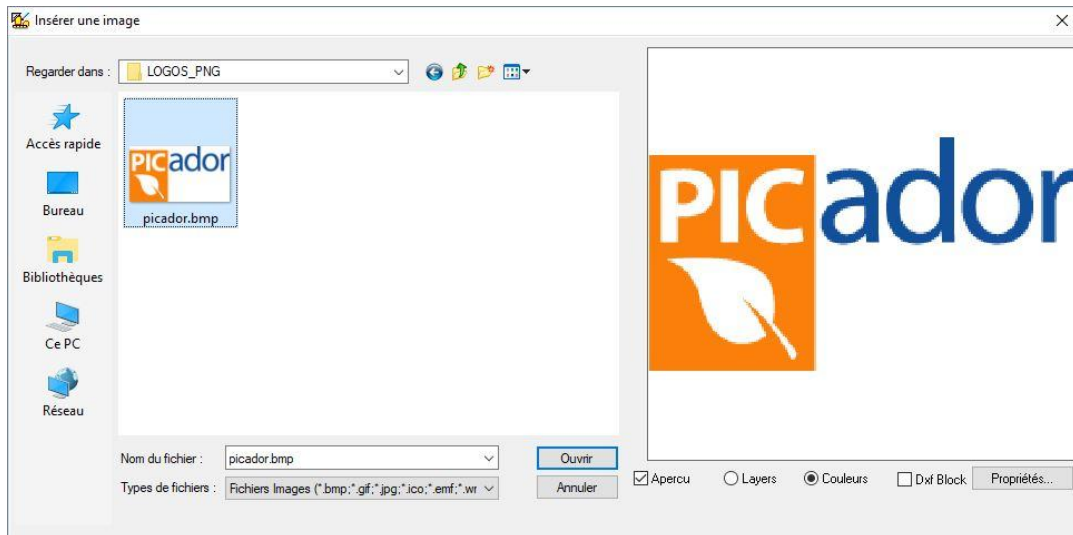 Insérer une image
Regarder dans : LOGOS_PNG
Accès rapide
Bureau
Bibliothèques
Ce PC
Réseau
PICador
picador.bmp
Nom du fichier : picador.bmp Ouvrir
Types de fichiers : Fichiers Images (*.bmp;*.gif;*.jpg;*.ico;*.emf;*.wr Annuler
PICador
Apercu Layers Couleurs Dxf Block Propriétés...